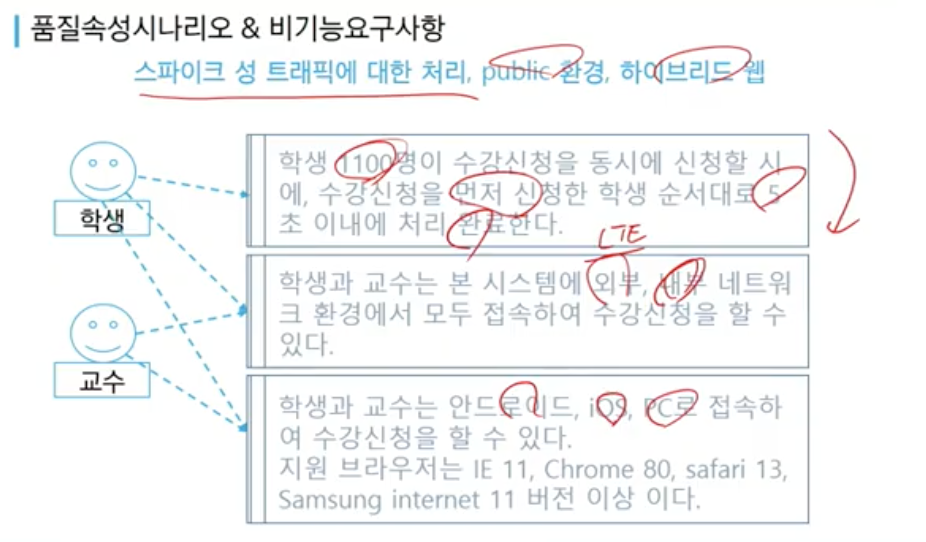 품질속성시나리오 & 비기능요구사항
스파이크 성 트래픽에 대한 처리, public 환경, 하이브리드 웹
학생 1100명이 수강신청을 동시에 신청할 시
에, 수강신청을 먼저 신청한 학생 순서대로 5
초 이내에 처리 완료한다.
학생
LTE
학생과 교수는 본 시스템에 외부, 내부 네트워
크 환경에서 모두 접속하여 수강신청을 할 수
있다.
교수
학생과 교수는 안드로이드, iOS, PC로 접속하
여 수강신청을 할 수 있다.
지원 브라우저는 IE 11, Chrome 80, safari 13,
Samsung internet 11 버전 이상 이다.